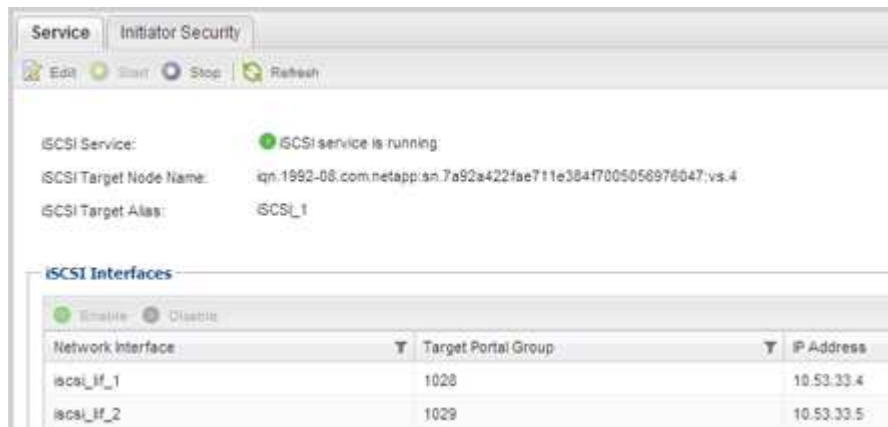 Service Initiator Security
Edit Start Stop Refresh
iSCSI Service: iSCSI service is running
iSCSI Target Node Name: iqn.1992-08.com.netapp:sn.7a92a422fae711e384f7005056976047:vs.4
iSCSI Target Alias: iSCSI_1
iSCSI Interfaces
Enable Disable
Network Interface Target Portal Group IP Address
iscsi_lif_1 1028 10.53.33.4
iscsi_lif_2 1029 10.53.33.5